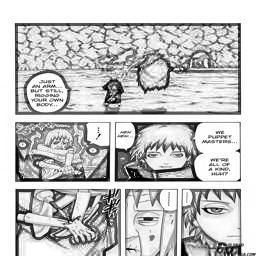 JUST
AN ARM,
BUT STILL,
RIGGING
YOUR OWN
BODY...
HEH
HEH...
WE
PUPPET
MASTERS...
WE'RE
ALL OF
A KIND,
HUH?
...!